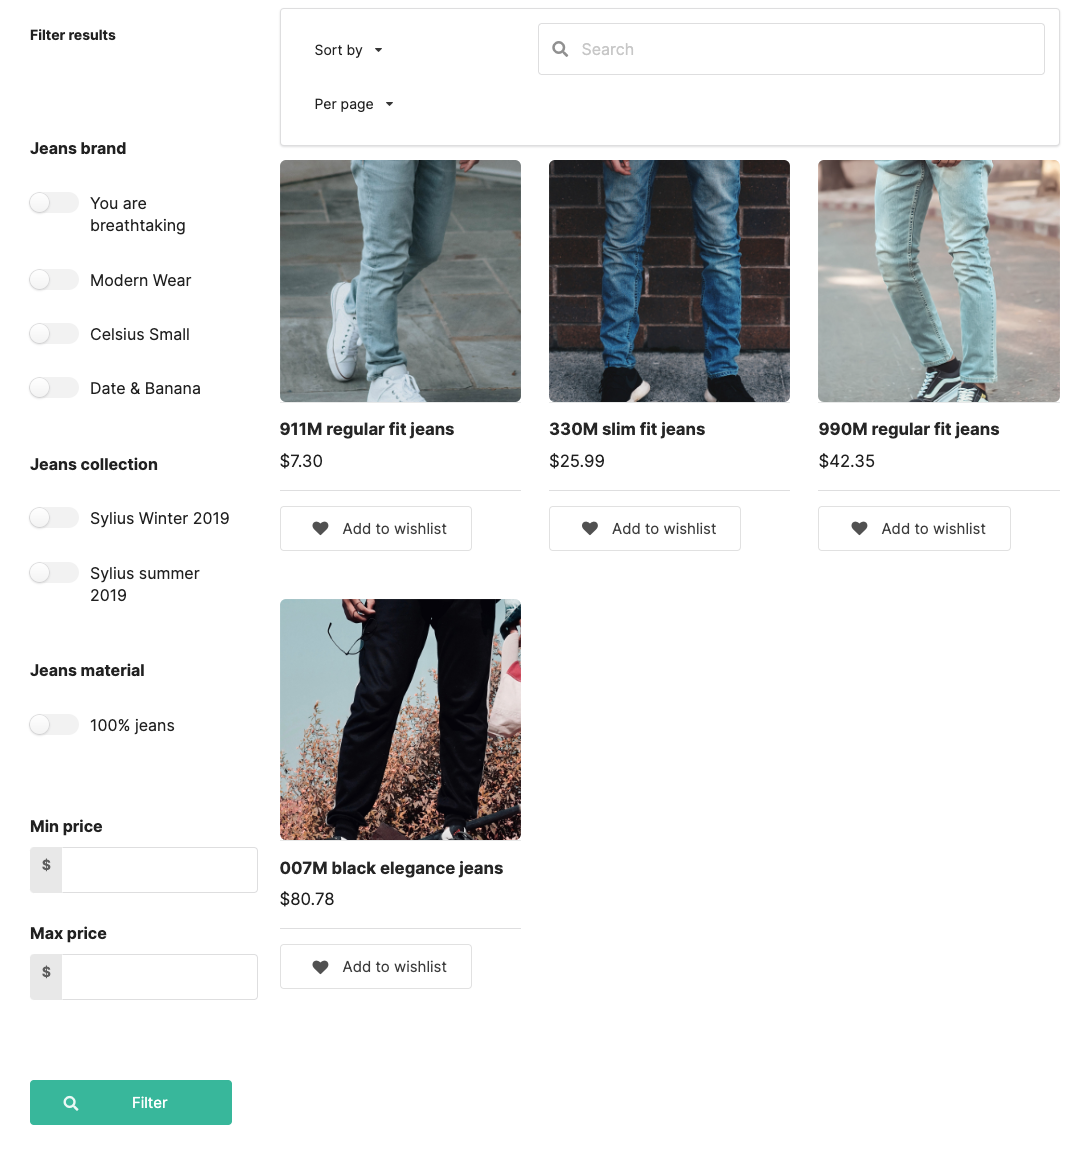 Filter results
Jeans brand
You are
breathtaking
Modern Wear
Celsius Small
Date & Banana
Jeans collection
Sylius Winter 2019
Sylius summer
2019
Jeans material
100% jeans
Min price
$
Max price
$
Filter
Sort by
Search
Per page
911M regular fit jeans
$7.30
Add to wishlist
330M slim fit jeans
$25.99
Add to wishlist
990M regular fit jeans
$42.35
Add to wishlist
007M black elegance jeans
$80.78
Add to wishlist